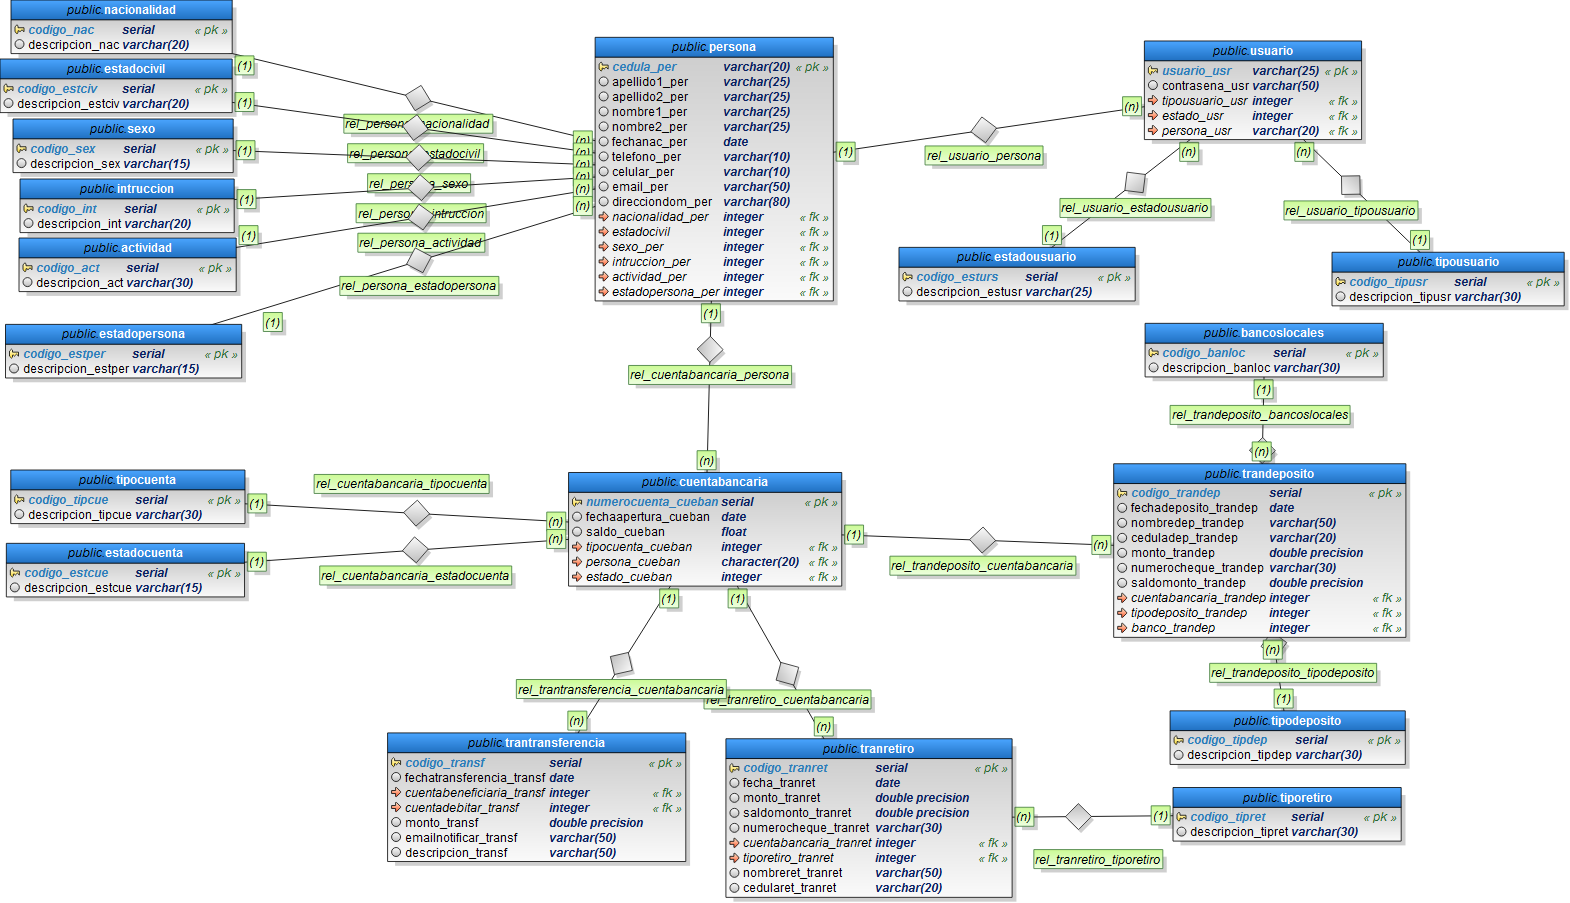 public.nacionalidad
codigo_nac serial « pk »
descripcion_nac varchar(20)
(1)
public.estadocivil
codigo_estciv serial « pk »
descripcion_estciv varchar(20)
(1)
public.sexo
codigo_sex serial « pk »
descripcion_sex varchar(15)
(1)
public.intruccion
codigo_int serial « pk »
descripcion_int varchar(20)
(1)
public.actividad
codigo_act serial « pk »
descripcion_act varchar(30)
(1)
public.estadopersona
codigo_estper serial « pk »
descripcion_estper varchar(15)
(1)
rel_persona_nacionalidad
rel_persona_estadocivil
rel_persona_sexo
rel_persona_intruccion
rel_persona_actividad
rel_persona_estadopersona
(n)
(n)
(n)
(n)
(n)
(n)
public.persona
cedula_per varchar(20) « pk »
apellido1_per varchar(25)
apellido2_per varchar(25)
nombre1_per varchar(25)
nombre2_per varchar(25)
fechanac_per date
telefono_per varchar(10)
celular_per varchar(10)
email_per varchar(50)
direcciondom_per varchar(80)
nacionalidad_per integer « fk »
estadocivil integer « fk »
sexo_per integer « fk »
intruccion_per integer « fk »
actividad_per integer « fk »
estadopersona_per integer « fk »
(1)
rel_usuario_persona
(n)
public.usuario
usuario_usr varchar(25) « pk »
contrasena_usr varchar(50)
tipousuario_usr integer « fk »
estado_usr integer « fk »
persona_usr varchar(20) « fk »
(n)
(n)
rel_usuario_estadousuario
rel_usuario_tipousuario
(1)
(1)
public.estadousuario
codigo_esturs serial « pk »
descripcion_estusr varchar(25)
public.tipousuario
codigo_tipusr serial « pk »
descripcion_tipusr varchar(30)
(1)
rel_cuentabancaria_persona
(n)
public.bancoslocales
codigo_banloc serial « pk »
descripcion_banloc varchar(30)
(1)
rel_trandeposito_bancoslocales
(n)
public.tipocuenta
codigo_tipcue serial « pk »
descripcion_tipcue varchar(30)
(1)
rel_cuentabancaria_tipocuenta
(n)
public.estadocuenta
codigo_estcue serial « pk »
descripcion_estcue varchar(15)
(1)
rel_cuentabancaria_estadocuenta
(n)
public.cuentabancaria
numerocuenta_cueban serial « pk »
fechaapertura_cueban date
saldo_cueban float
tipocuenta_cueban integer « fk »
persona_cueban character(20) « fk »
estado_cueban integer « fk »
(1)
rel_trandeposito_cuentabancaria
(n)
public.trandeposito
codigo_trandep serial « pk »
fechadeposito_trandep date
nombredep_trandep varchar(50)
ceduladep_trandep varchar(20)
monto_trandep double precision
numerocheque_trandep varchar(30)
saldomonto_trandep double precision
cuentabancaria_trandep integer « fk »
tipodeposito_trandep integer « fk »
banco_trandep integer « fk »
(n)
rel_trandeposito_tipodeposito
(1)
public.tipodeposito
codigo_tipdep serial « pk »
descripcion_tipdep varchar(30)
(1)
(1)
rel_trantransferencia_cuentabancaria
rel_tranretiro_cuentabancaria
(n)
(n)
public.trantransferencia
codigo_transf serial « pk »
fechatransferencia_transf date
cuentabeneficiaria_transf integer « fk »
cuentadebitar_transf integer « fk »
monto_transf double precision
emailnotificar_transf varchar(50)
descripcion_transf varchar(50)
public.tranretiro
codigo_tranret serial « pk »
fecha_tranret date
monto_tranret double precision
saldomonto_tranret double precision
numerocheque_tranret varchar(30)
cuentabancaria_tranret integer « fk »
tiporetiro_tranret integer « fk »
nombreret_tranret varchar(50)
cedularet_tranret varchar(20)
(n)
(1)
rel_tranretiro_tiporetiro
public.tiporetiro
codigo_tipret serial « pk »
descripcion_tipret varchar(30)